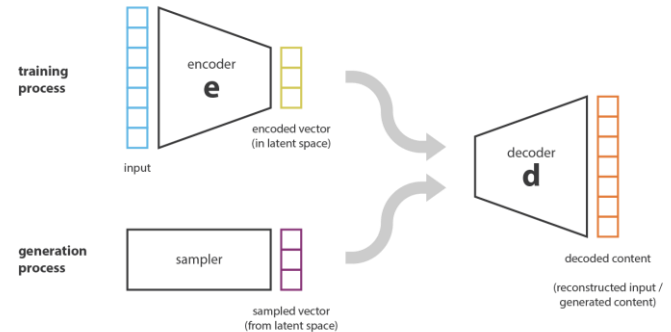 training
process
encoder
e
input
encoded vector
(in latent space)
decoder
d
generation
process
sampler
sampled vector
(from latent space)
decoded content
(reconstructed input /
generated content)